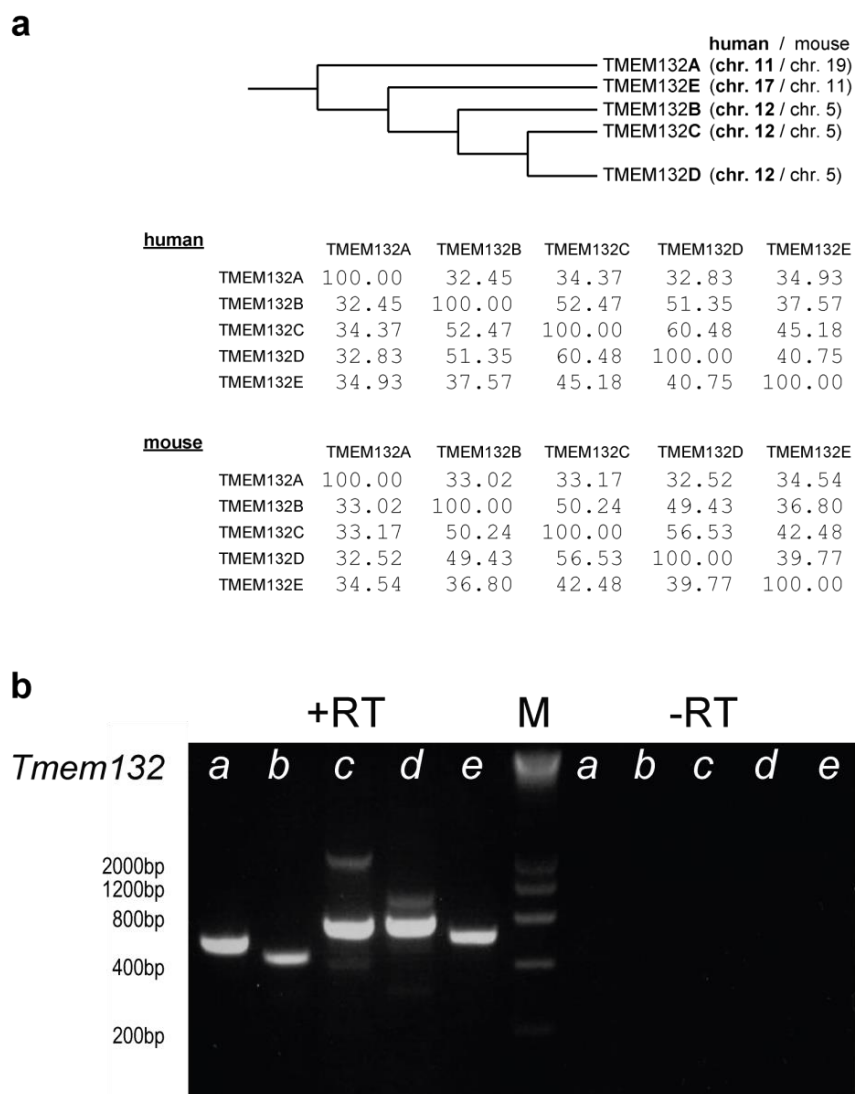 a
human / mouse
TMEM132A (chr. 11 / chr. 19)
TMEM132E (chr. 17 / chr. 11)
TMEM132B (chr. 12 / chr. 5)
TMEM132C (chr. 12 / chr. 5)
TMEM132D (chr. 12 / chr. 5)
human
TMEM132A TMEM132B TMEM132C TMEM132D TMEM132E
TMEM132A 100.00 32.45 34.37 32.83 34.93
TMEM132B 32.45 100.00 52.47 51.35 37.57
TMEM132C 34.37 52.47 100.00 60.48 45.18
TMEM132D 32.83 51.35 60.48 100.00 40.75
TMEM132E 34.93 37.57 45.18 40.75 100.00
mouse
TMEM132A TMEM132B TMEM132C TMEM132D TMEM132E
TMEM132A 100.00 33.02 33.17 32.52 34.54
TMEM132B 33.02 100.00 50.24 49.43 36.80
TMEM132C 33.17 50.24 100.00 56.53 42.48
TMEM132D 32.52 49.43 56.53 100.00 39.77
TMEM132E 34.54 36.80 42.48 39.77 100.00
b
+RT M -RT
Tmem132 a b c d e a b c d e
2000bp
1200bp
800bp
400bp
200bp